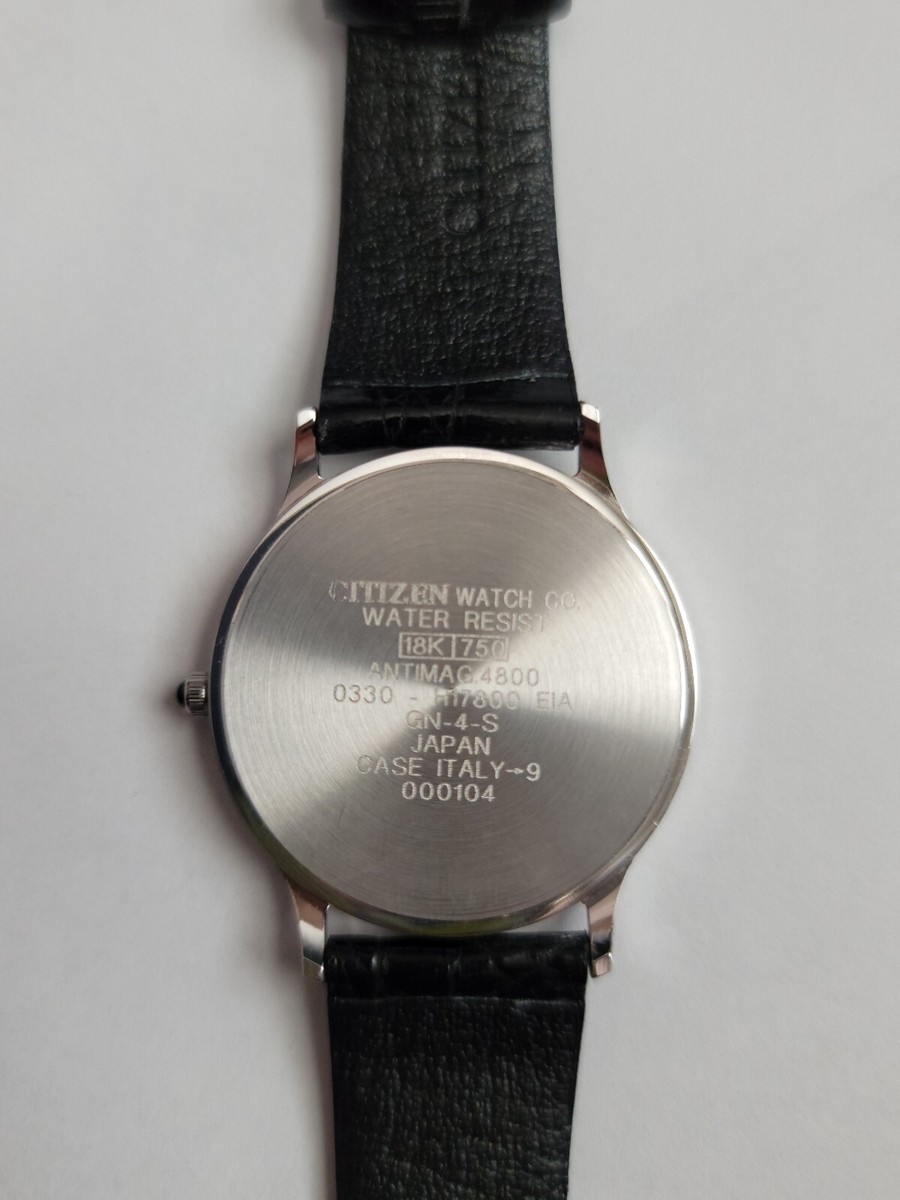 CITIZEN
CITIZEN WATCH CO.
WATER RESIST
18K 750
ANTIMAG.4800
0330 - H17800 EIA
GN-4-S
JAPAN
CASE ITALY→9
000104